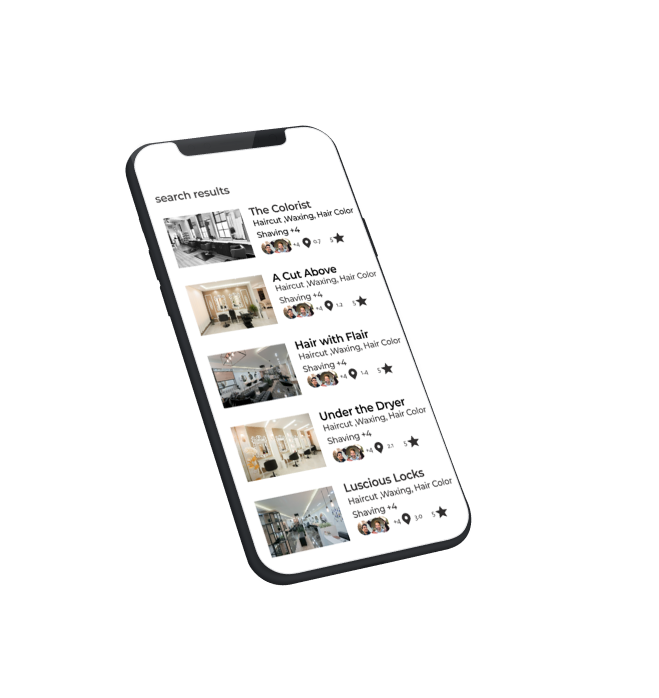 search results
The Colorist
Haircut ,Waxing, Hair Color
Shaving +4
+4 0.7 5
A Cut Above
Haircut ,Waxing, Hair Color
Shaving +4
+4 1.2 5
Hair with Flair
Haircut ,Waxing, Hair Color
Shaving +4
+4 1.4 5
Under the Dryer
Haircut ,Waxing, Hair Color
Shaving +4
+4 2.1 5
Luscious Locks
Haircut ,Waxing, Hair Color
Shaving +4
+4 3.0 5